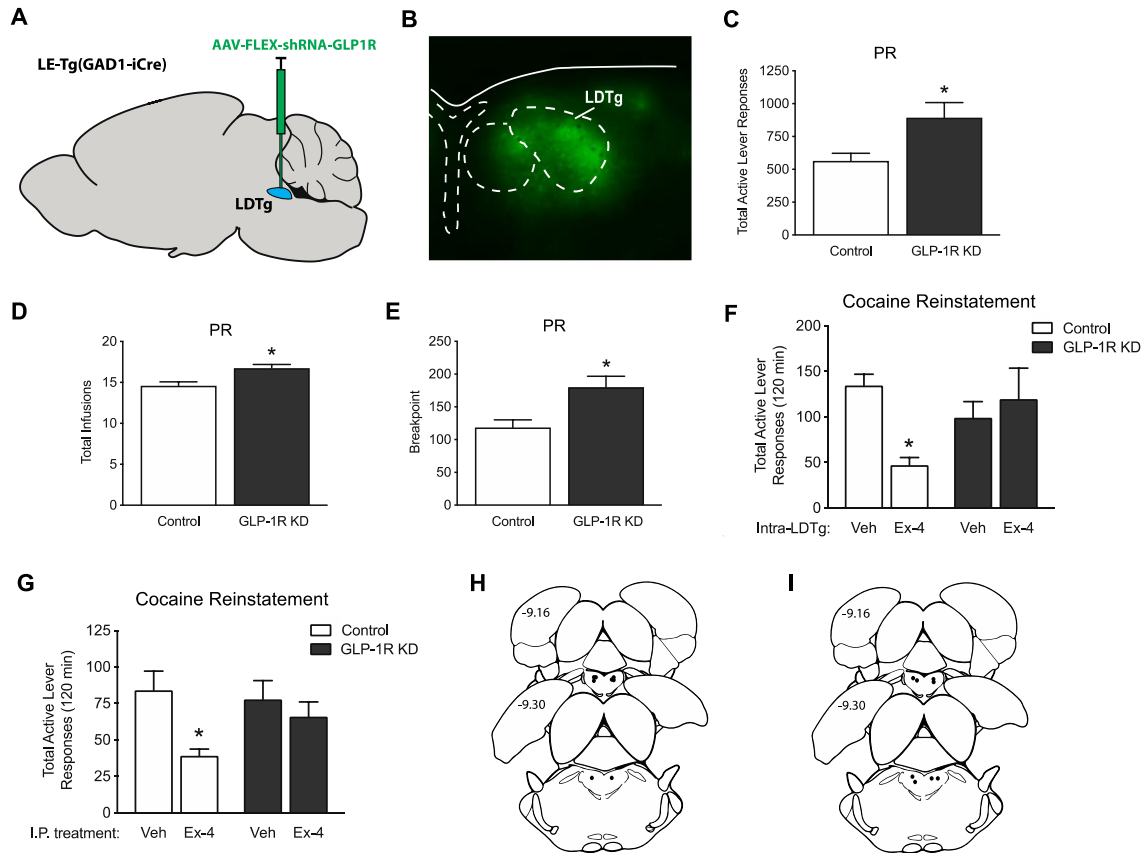 A
AAV-FLEX-shRNA-GLP1R
LE-Tg(GAD1-iCre)
LDTg
B
LDTg
C
PR
Total Active Lever Reponses
1250
1000
750
500
250
0
*
Control
GLP-1R KD
D
PR
Total Infusions
20
15
10
5
0
*
Control
GLP-1R KD
E
PR
Breakpoint
250
200
150
100
50
0
*
Control
GLP-1R KD
F
Cocaine Reinstatement
Control
GLP-1R KD
Total Active Lever
Responses (120 min)
200
150
100
50
0
*
Intra-LDTg: Veh Ex-4 Veh Ex-4
G
Cocaine Reinstatement
Control
GLP-1R KD
Total Active Lever
Responses (120 min)
125
100
75
50
25
0
*
I.P. treatment: Veh Ex-4 Veh Ex-4
H
-9.16
-9.30
I
-9.16
-9.30